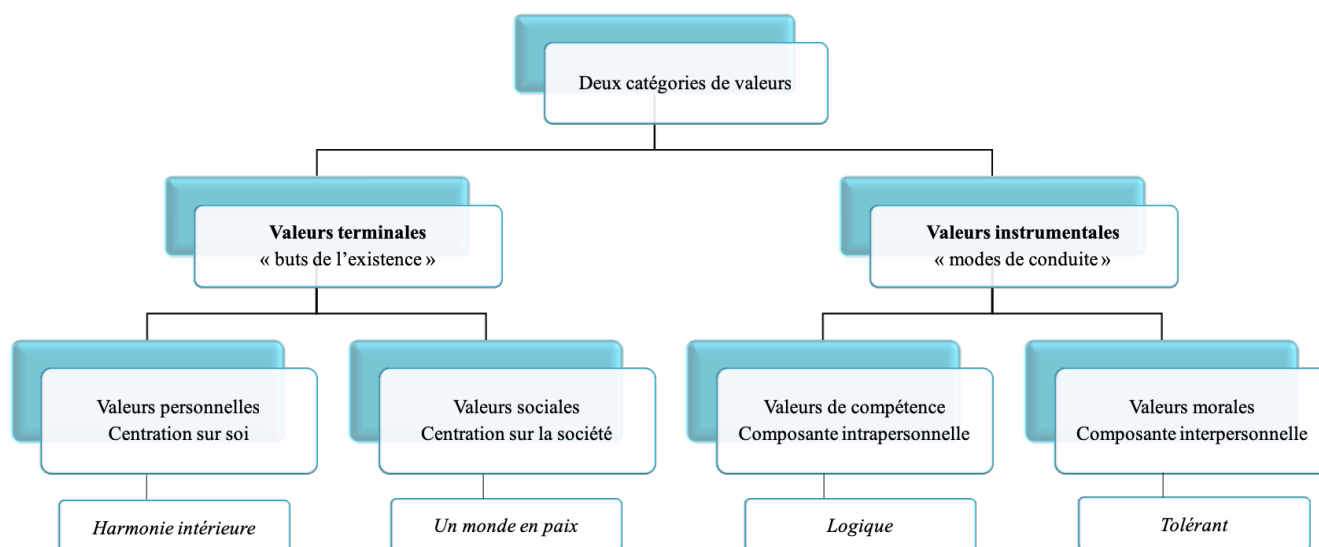 Deux catégories de valeurs
Valeurs terminales
« buts de l’existence »
Valeurs instrumentales
« modes de conduite »
Valeurs personnelles
Centration sur soi
Valeurs sociales
Centration sur la société
Valeurs de compétence
Composante intrapersonnelle
Valeurs morales
Composante interpersonnelle
Harmonie intérieure
Un monde en paix
Logique
Tolérant